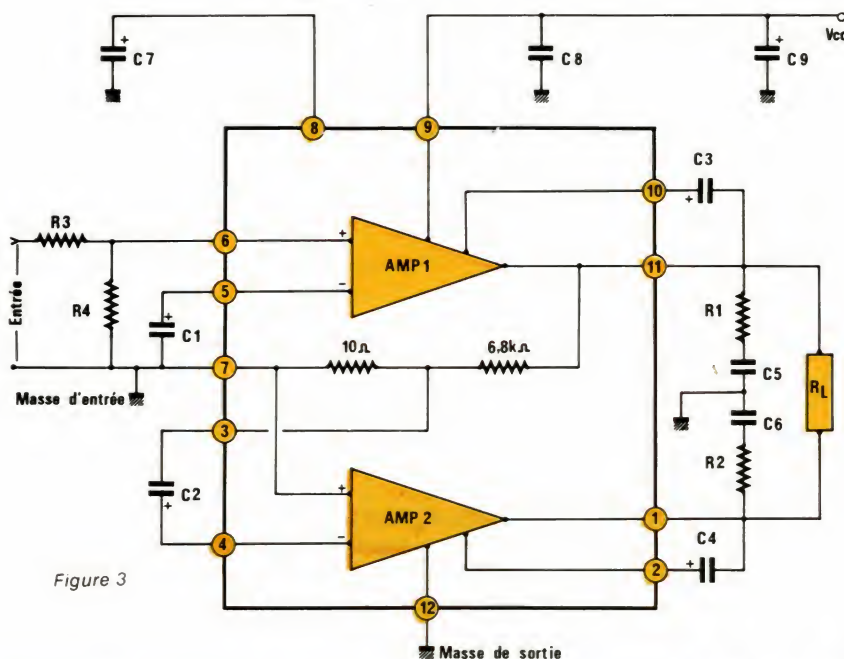 C7
C8
C9
Vcc
8
9
C3
10
R3
6
+
AMP1
11
Entrée
R4
5
−
R1
C1
10Ω
6,8kΩ
C5
7
RL
Masse d'entrée
C6
3
R2
C2
+
AMP 2
1
C4
4
−
2
Figure 3
12
Masse de sortie